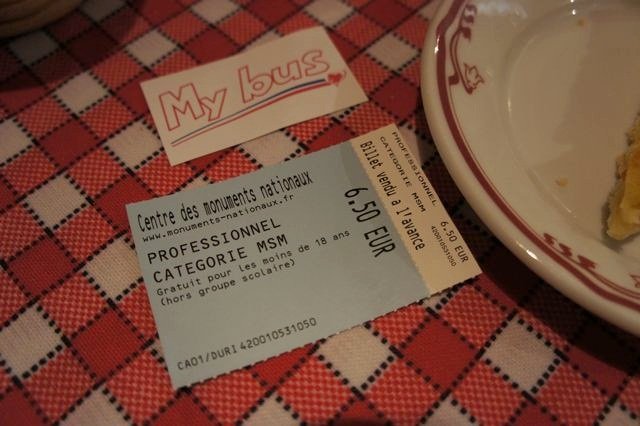 My bus
Centre des monuments nationaux
www.monuments-nationaux.fr
PROFESSIONNEL
CATEGORIE MSM
Gratuit pour les moins de 18 ans
(hors groupe scolaire)
6.50 EUR
CA01/DURI 420010531050
Billet vendu a l'avance
CATEGORIE MSM
PROFESSIONNEL
6.50 EUR
420010531050